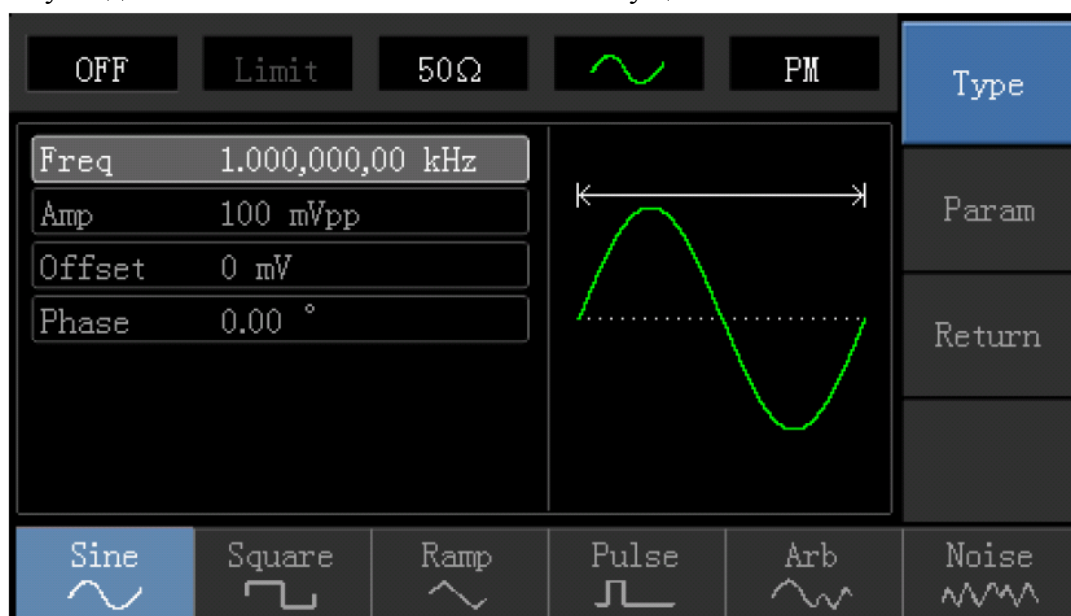 OFF Limit 50Ω PM
Type
Freq 1.000,000,00 kHz
Amp 100 mVpp
Offset 0 mV
Phase 0.00 °
Param
Return
Sine Square Ramp Pulse Arb Noise